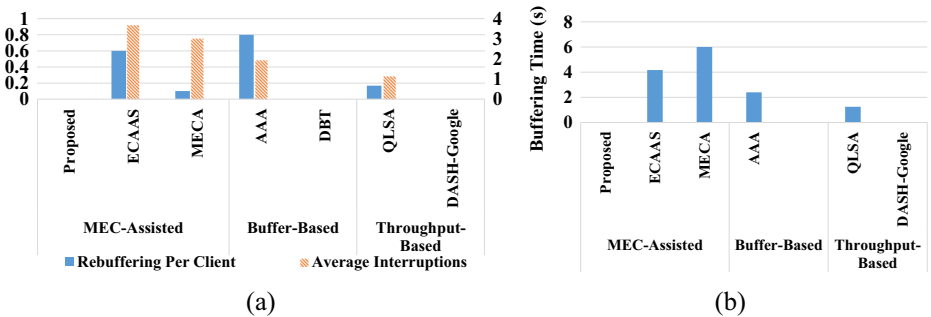 1
0.8
0.6
0.4
0.2
0
4
3
2
1
0
Proposed
ECAAS
MECA
AAA
DBT
QLSA
DASH-Google
MEC-Assisted
Buffer-Based
Throughput-
Based
Rebuffering Per Client
Average Interruptions
(a)
Buffering Time (s)
8
6
4
2
0
Proposed
ECAAS
MECA
AAA
QLSA
DASH-Google
MEC-Assisted
Buffer-Based
Throughput-
Based
(b)